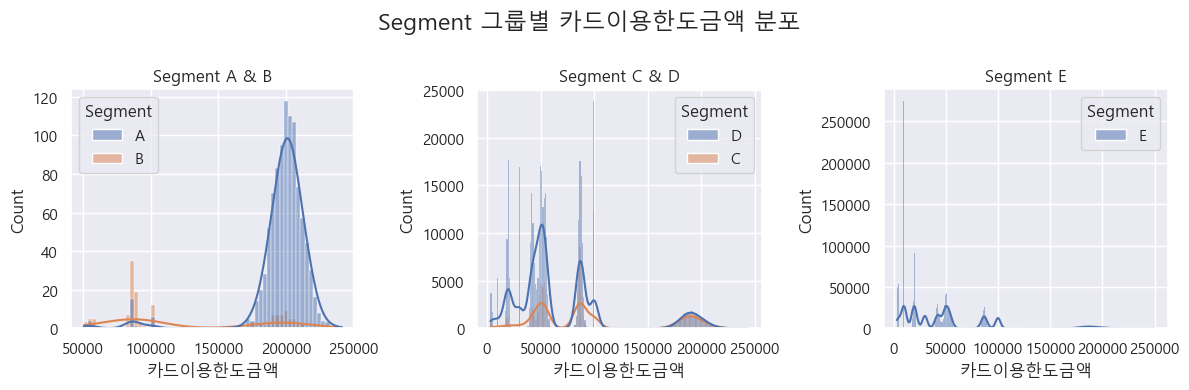 Segment 그룹별 카드이용한도금액 분포
Segment A & B
Segment
A
B
120
100
80
60
40
20
0
Count
50000 100000 150000 200000 250000
카드이용한도금액
Segment C & D
Segment
D
C
25000
20000
15000
10000
5000
0
Count
0 50000 100000 150000 200000 250000
카드이용한도금액
Segment E
Segment
E
250000
200000
150000
100000
50000
0
Count
0 50000 100000 150000 200000 250000
카드이용한도금액